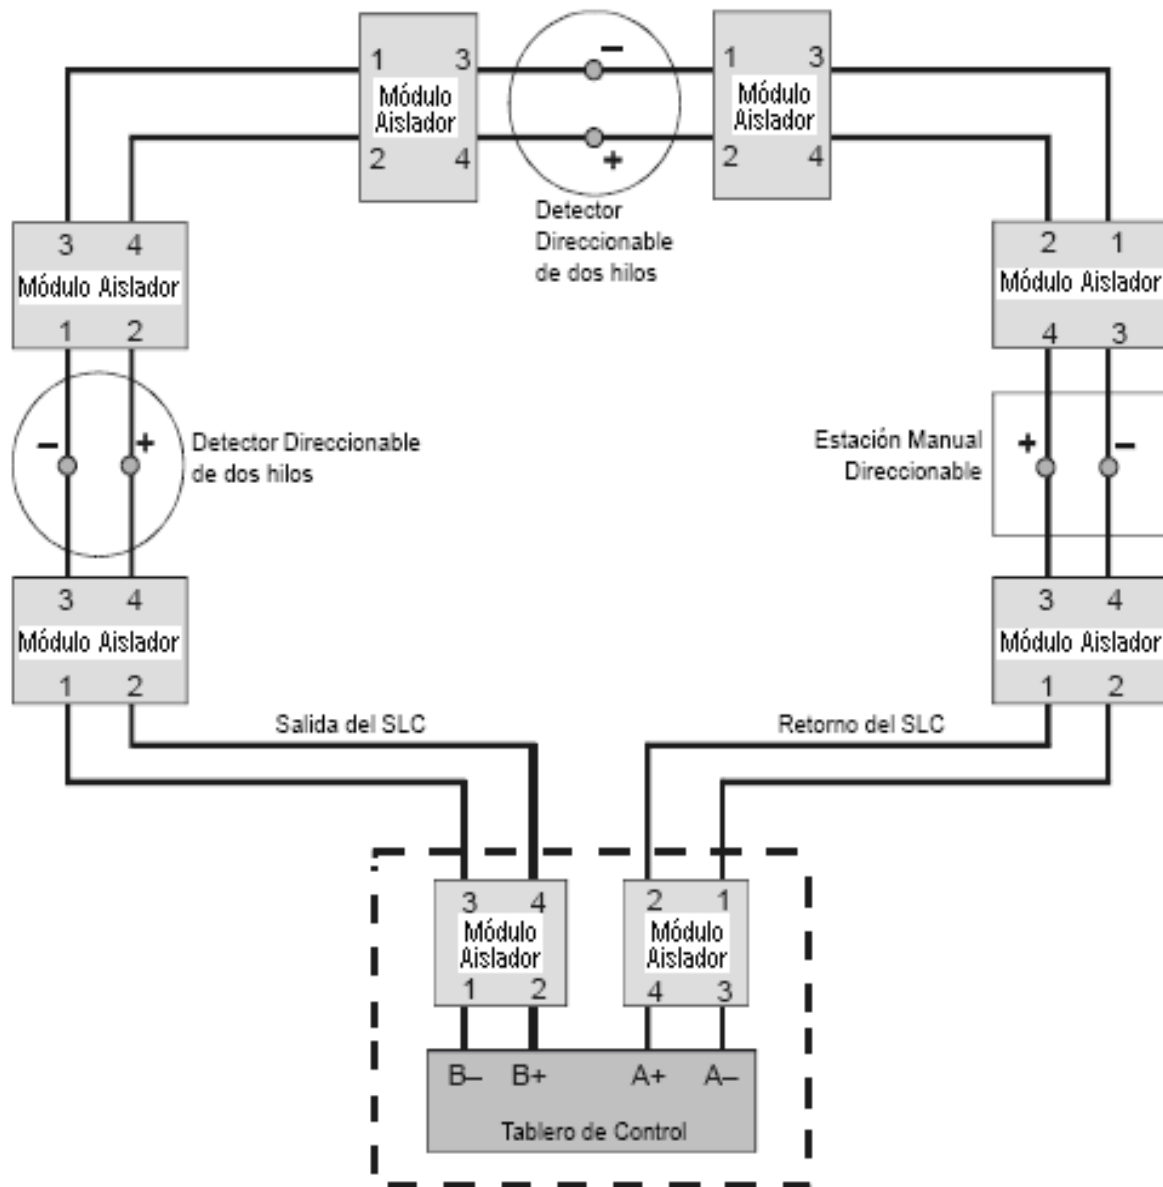 1 3
Módulo
Aislador
2 4
−
+
Detector
Direccionable
de dos hilos
1 3
Módulo
Aislador
2 4
3 4
Módulo Aislador
1 2
2 1
Módulo Aislador
4 3
− +
Detector Direccionable
de dos hilos
Estación Manual
Direccionable
+ −
3 4
Módulo Aislador
1 2
3 4
Módulo Aislador
1 2
Salida del SLC
Retorno del SLC
3 4
Módulo
Aislador
1 2
2 1
Módulo
Aislador
4 3
B− B+ A+ A−
Tablero de Control